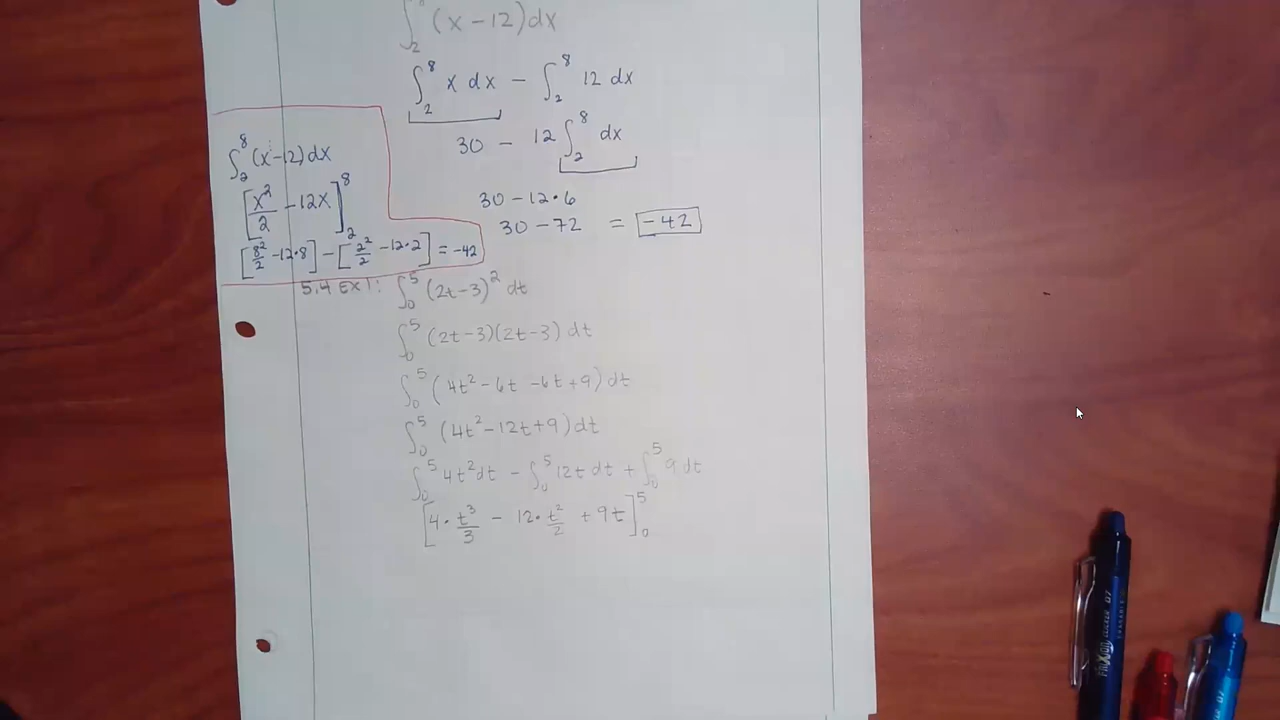 ∫₂⁸ (x − 12) dx
∫₂⁸ x dx − ∫₂⁸ 12 dx
30 − 12 ∫₂⁸ dx
30 − 12 • 6
30 − 72 = −42
∫₂⁸ (x − 12) dx
[x²/2 − 12x]₂⁸
[8²/2 − 12•8] − [2²/2 − 12•2] = −42
5.4 Ex 1: ∫₀⁵ (2t − 3)² dt
∫₀⁵ (2t − 3)(2t − 3) dt
∫₀⁵ (4t² − 6t − 6t + 9) dt
∫₀⁵ (4t² − 12t + 9) dt
∫₀⁵ 4t² dt − ∫₀⁵ 12t dt + ∫₀⁵ 9 dt
[4 • t³/3 − 12 • t²/2 + 9t]₀⁵